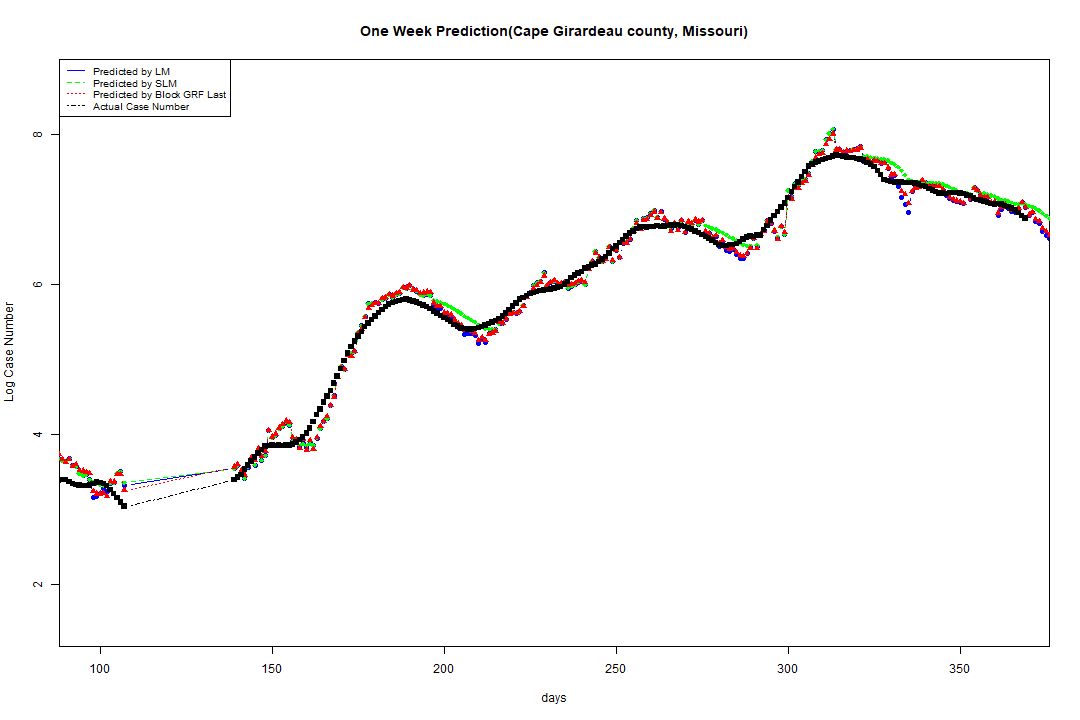 One Week Prediction(Cape Girardeau county, Missouri)
Predicted by LM
Predicted by SLM
Predicted by Block GRF Last
Actual Case Number
8
6
4
2
Log Case Number
100 150 200 250 300 350
days